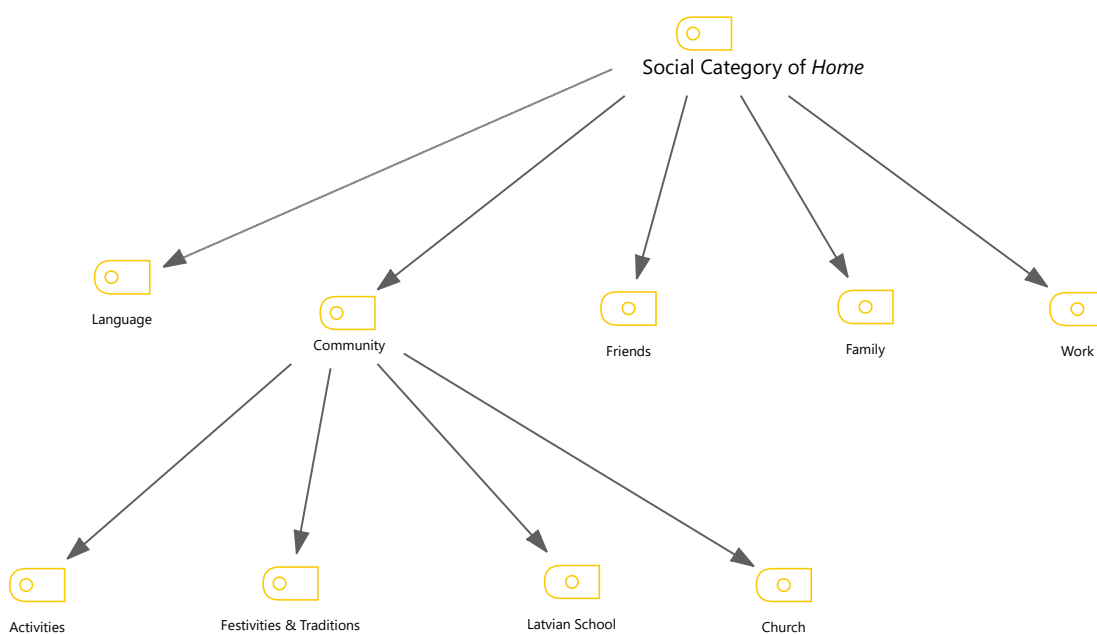 Social Category of Home
Language
Community
Friends
Family
Work
Activities
Festivities & Traditions
Latvian School
Church